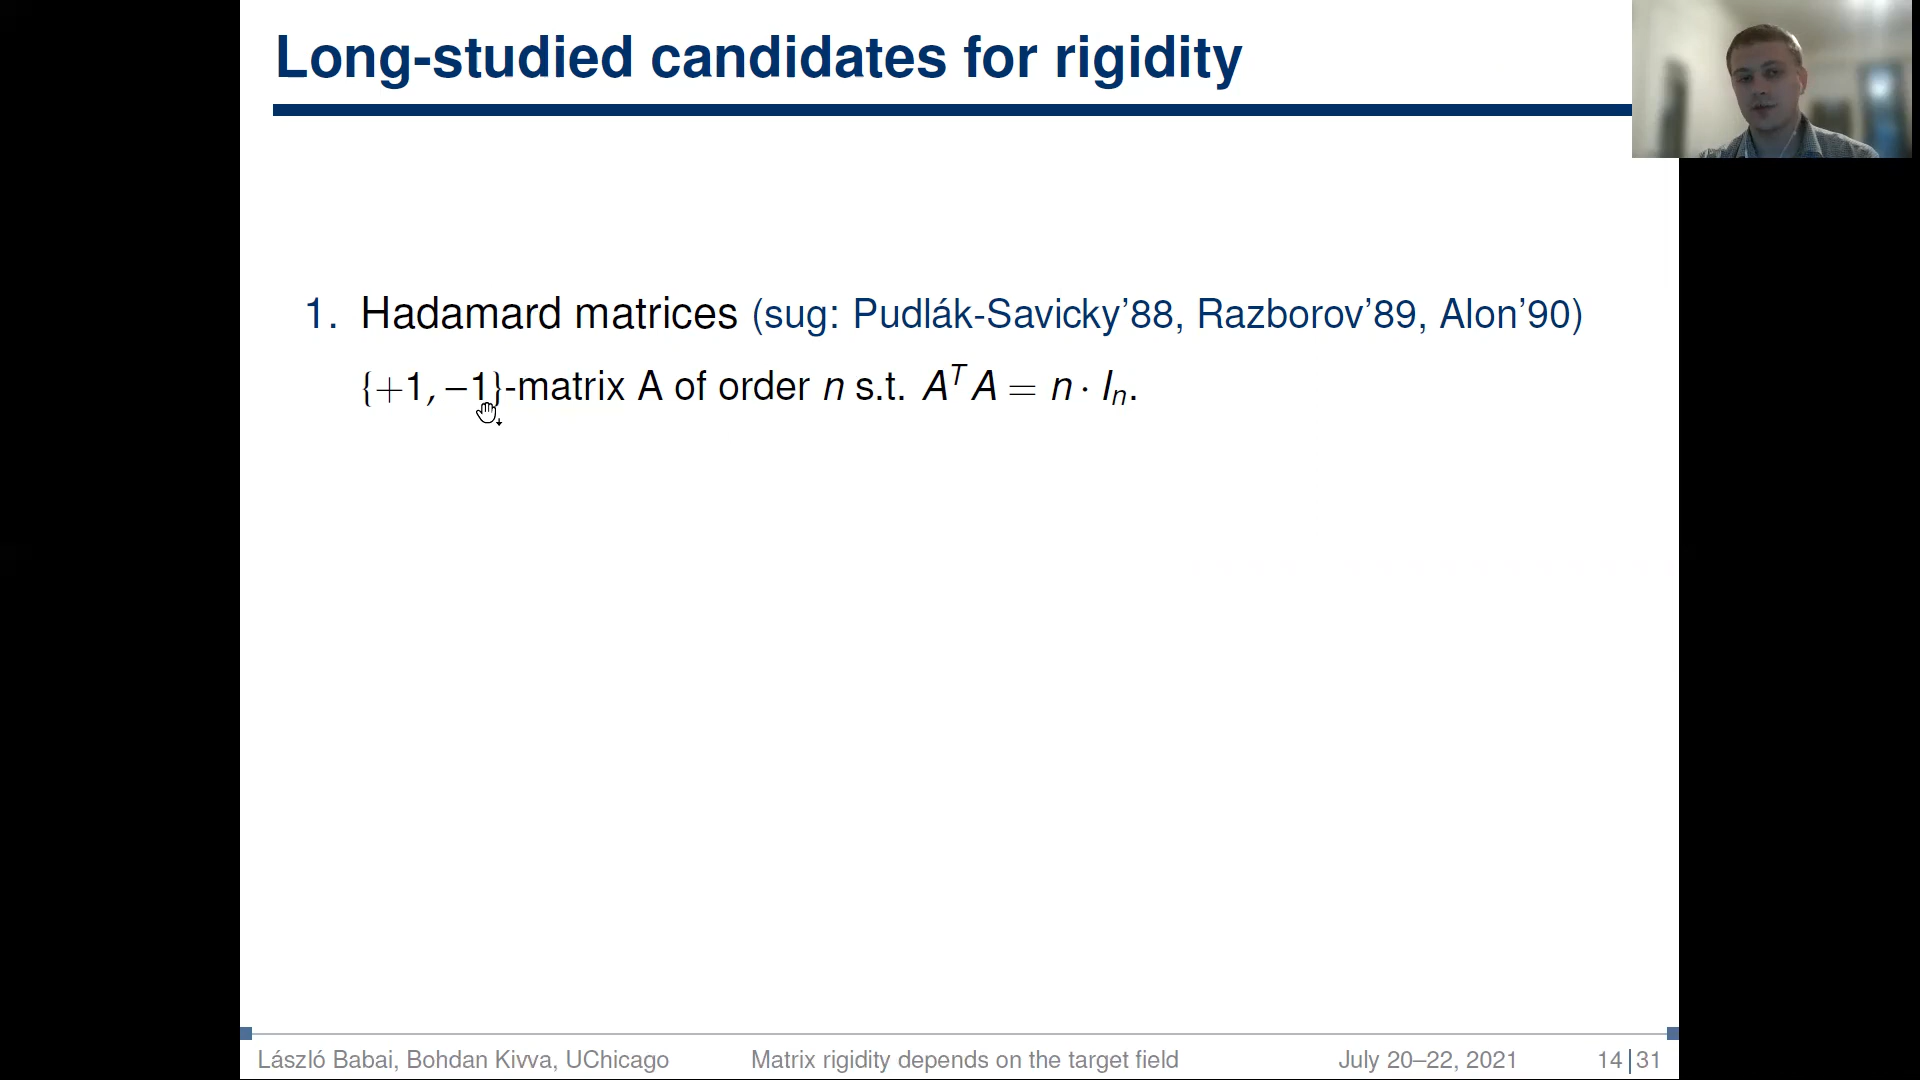 Long-studied candidates for rigidity
1. Hadamard matrices (sug: Pudlák-Savicky'88, Razborov'89, Alon'90)
{+1, −1}-matrix A of order n s.t. A^T A = n · I_n.
László Babai, Bohdan Kivva, UChicago Matrix rigidity depends on the target field July 20–22, 2021 14|31